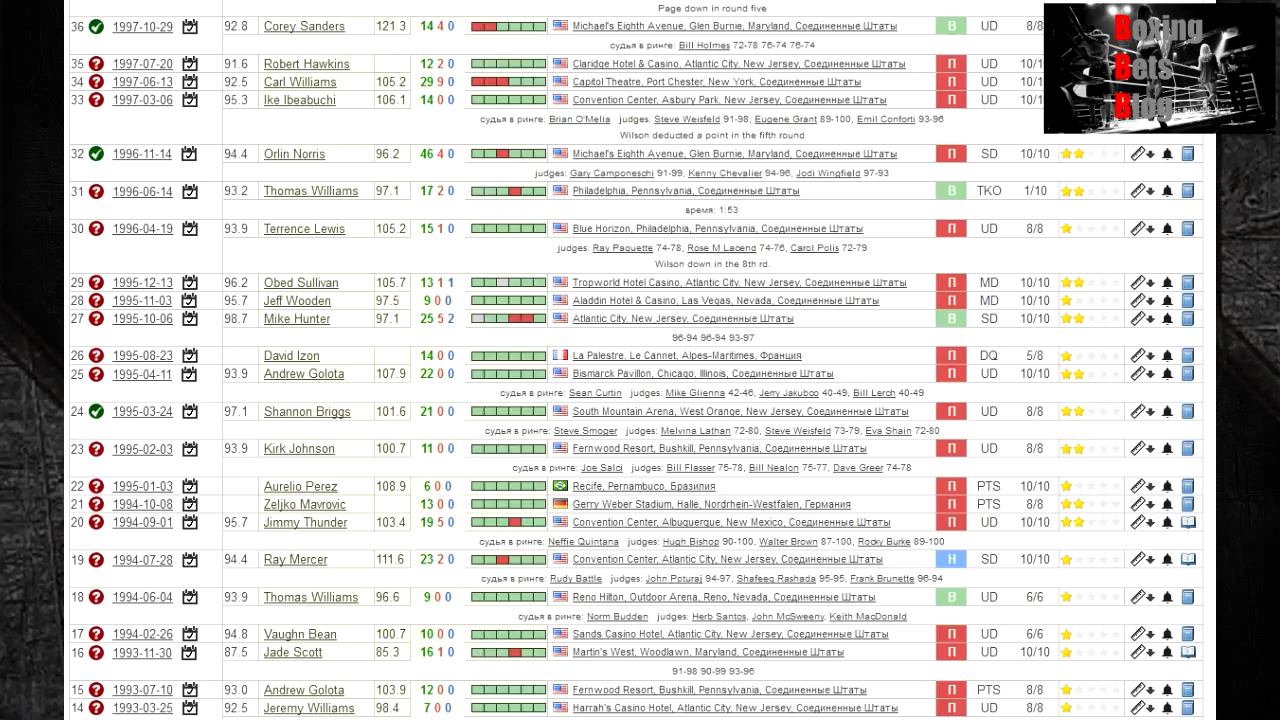 Page down in round five
36 1997-10-29 92.8 Corey Sanders 121.3 14 4 0 Michael's Eighth Avenue, Glen Burnie, Maryland, Соединенные Штаты В UD 8/8
судья в ринге: Bill Holmes 72-78 76-74 76-74
35 1997-07-20 91.6 Robert Hawkins 12 2 0 Claridge Hotel & Casino, Atlantic City, New Jersey, Соединенные Штаты П UD 10/1
34 1997-06-13 92.5 Carl Williams 105.2 29 9 0 Capitol Theatre, Port Chester, New York, Соединенные Штаты П UD 10/1
33 1997-03-06 95.3 Ike Ibeabuchi 106.1 14 0 0 Convention Center, Asbury Park, New Jersey, Соединенные Штаты П UD 10/1
судья в ринге: Brian O'Melia judges: Steve Weisfeld 91-98, Eugene Grant 89-100, Emil Conforti 93-96
Wilson deducted a point in the fifth round
32 1996-11-14 94.4 Orlin Norris 96.2 46 4 0 Michael's Eighth Avenue, Glen Burnie, Maryland, Соединенные Штаты П SD 10/10
judges: Gary Camponeschi 91-99, Kenny Chevalier 94-96, Jodi Wingfield 97-93
31 1996-06-14 93.2 Thomas Williams 97.1 17 2 0 Philadelphia, Pennsylvania, Соединенные Штаты В TKO 1/10
время: 1:53
30 1996-04-19 93.9 Terrence Lewis 105.2 15 1 0 Blue Horizon, Philadelphia, Pennsylvania, Соединенные Штаты П UD 8/8
judges: Ray Paquette 74-78, Rose M Lacend 74-76, Carol Polis 72-79
Wilson down in the 8th rd.
29 1995-12-13 96.2 Obed Sullivan 105.7 13 1 1 Tropworld Hotel Casino, Atlantic City, New Jersey, Соединенные Штаты П MD 10/10
28 1995-11-03 95.7 Jeff Wooden 97.5 9 0 0 Aladdin Hotel & Casino, Las Vegas, Nevada, Соединенные Штаты П MD 10/10
27 1995-10-06 98.7 Mike Hunter 97.1 25 5 2 Atlantic City, New Jersey, Соединенные Штаты В SD 10/10
96-94 96-94 93-97
26 1995-08-23 David Izon 14 0 0 La Palestre, Le Cannet, Alpes-Maritimes, Франция П DQ 5/8
25 1995-04-11 93.9 Andrew Golota 107.9 22 0 0 Bismarck Pavillon, Chicago, Illinois, Соединенные Штаты П UD 10/10
судья в ринге: Sean Curtin judges: Mike Glienna 42-46, Jerry Jakubco 40-49, Bill Lerch 40-49
24 1995-03-24 97.1 Shannon Briggs 101.6 21 0 0 South Mountain Arena, West Orange, New Jersey, Соединенные Штаты П UD 8/8
судья в ринге: Steve Smoger judges: Melvina Lathan 72-80, Steve Weisfeld 73-79, Eva Shain 72-80
23 1995-02-03 93.9 Kirk Johnson 100.7 11 0 0 Fernwood Resort, Bushkill, Pennsylvania, Соединенные Штаты П UD 8/8
судья в ринге: Joe Salci judges: Bill Flasser 75-78, Bill Nealon 75-77, Dave Greer 74-78
22 1995-01-03 Aurelio Perez 108.9 6 0 0 Recife, Pernambuco, Бразилия П PTS 10/10
21 1994-10-08 Zeljko Mavrovic 13 0 0 Gerry Weber Stadium, Halle, Nordrhein-Westfalen, Германия П PTS 8/8
20 1994-09-01 95.7 Jimmy Thunder 103.4 19 5 0 Convention Center, Albuquerque, New Mexico, Соединенные Штаты П UD 10/10
судья в ринге: Neffie Quintana judges: Hugh Bishop 90-100, Walter Brown 87-100, Rocky Burke 89-100
19 1994-07-28 94.4 Ray Mercer 111.6 23 2 0 Convention Center, Atlantic City, New Jersey, Соединенные Штаты Н SD 10/10
судья в ринге: Rudy Battle judges: John Poturaj 94-97, Shafeeq Rashada 95-95, Frank Brunette 96-94
18 1994-06-04 93.9 Thomas Williams 96.6 9 0 0 Reno Hilton, Outdoor Arena, Reno, Nevada, Соединенные Штаты В UD 6/6
судья в ринге: Norm Budden judges: Herb Santos, John McSweeny, Keith MacDonald
17 1994-02-26 94.8 Vaughn Bean 100.7 10 0 0 Sands Casino Hotel, Atlantic City, New Jersey, Соединенные Штаты П UD 6/6
16 1993-11-30 87.5 Jade Scott 85.3 16 1 0 Martin's West, Woodlawn, Maryland, Соединенные Штаты П UD 10/10
91-98 90-99 93-96
15 1993-07-10 93.0 Andrew Golota 103.9 12 0 0 Fernwood Resort, Bushkill, Pennsylvania, Соединенные Штаты П PTS 8/8
14 1993-03-25 92.5 Jeremy Williams 98.4 7 0 0 Harrah's Casino Hotel, Atlantic City, New Jersey, Соединенные Штаты П UD 8/8
Boxing
Bets
Blog